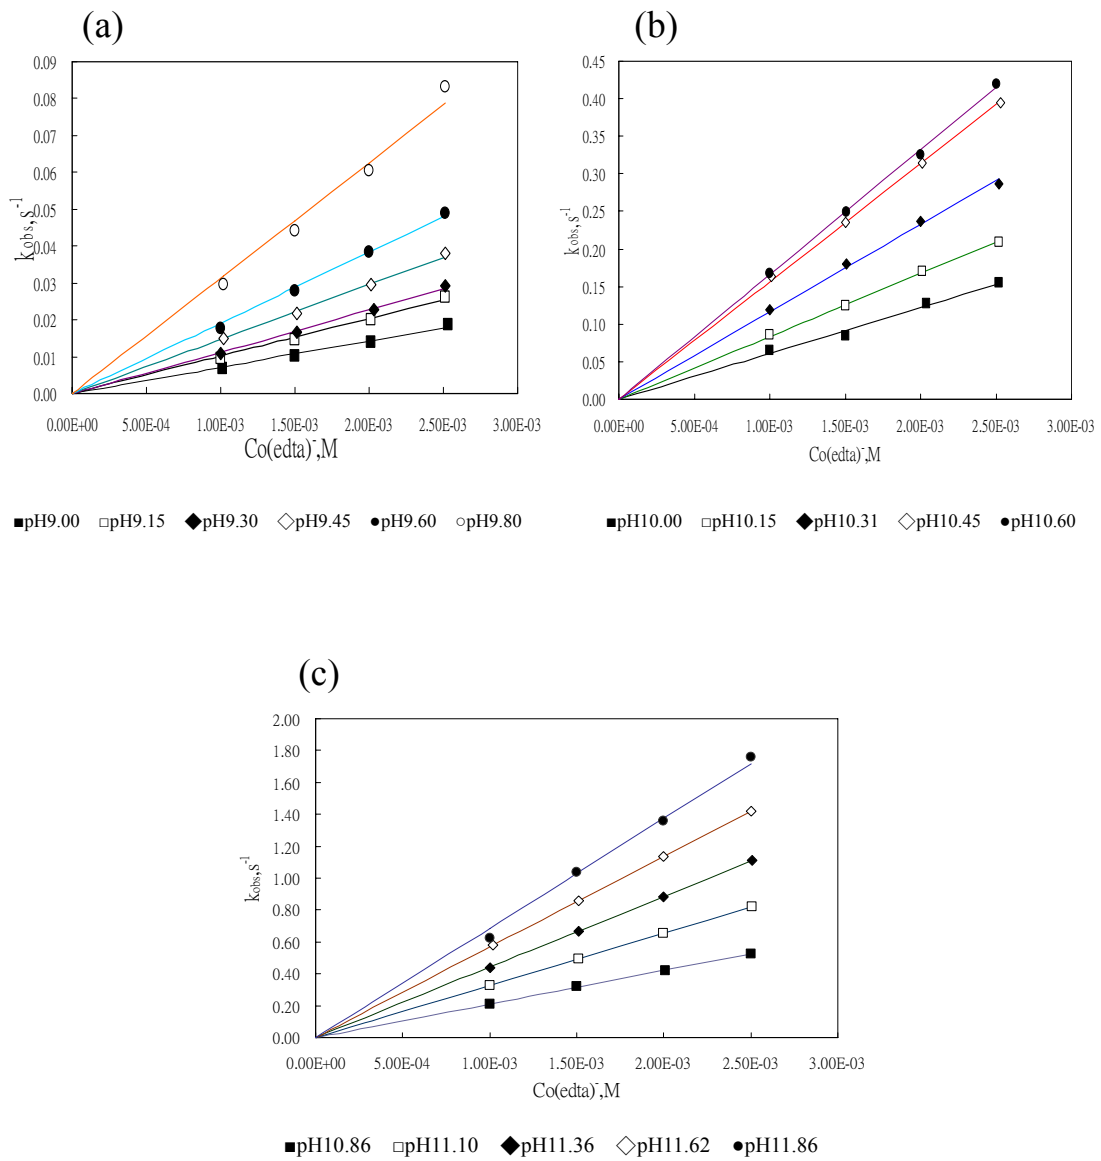 (a)
0.09
0.08
0.07
0.06
0.05
0.04
0.03
0.02
0.01
0.00
kobs,s-1
0.00E+00 5.00E-04 1.00E-03 1.50E-03 2.00E-03 2.50E-03 3.00E-03
Co(edta)-,M
■pH9.00 □pH9.15 ◆pH9.30 ◇pH9.45 ●pH9.60 ○pH9.80
(b)
0.45
0.40
0.35
0.30
0.25
0.20
0.15
0.10
0.05
0.00
kobs,s-1
0.00E+00 5.00E-04 1.00E-03 1.50E-03 2.00E-03 2.50E-03 3.00E-03
Co(edta)-,M
■pH10.00 □pH10.15 ◆pH10.31 ◇pH10.45 ●pH10.60
(c)
2.00
1.80
1.60
1.40
1.20
1.00
0.80
0.60
0.40
0.20
0.00
kobs,s-1
0.00E+00 5.00E-04 1.00E-03 1.50E-03 2.00E-03 2.50E-03 3.00E-03
Co(edta)-,M
■pH10.86 □pH11.10 ◆pH11.36 ◇pH11.62 ●pH11.86